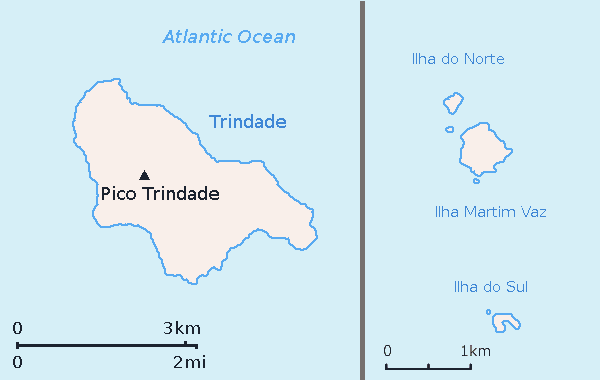 Atlantic Ocean
Trindade
Pico Trindade
0 3km
0 2mi
Ilha do Norte
Ilha Martim Vaz
Ilha do Sul
0 1km